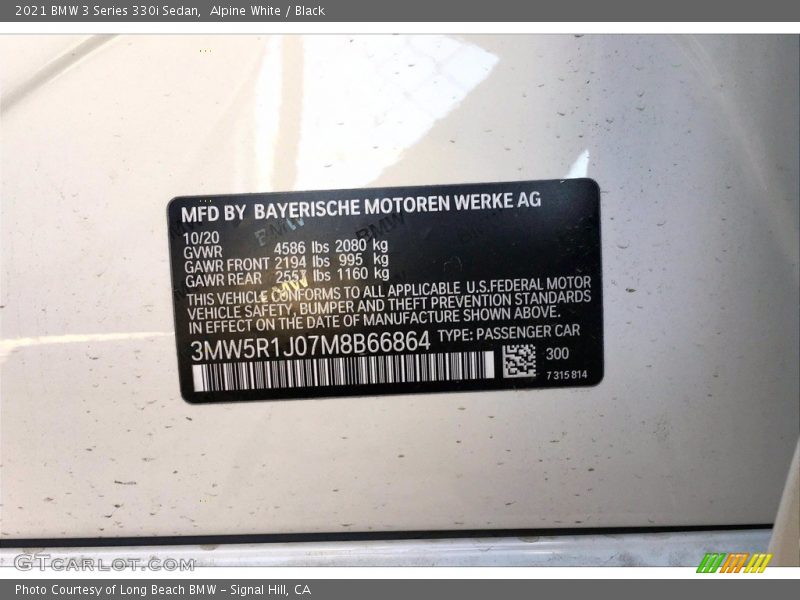 2021 BMW 3 Series 330i Sedan,  Alpine White / Black
MFD BY BAYERISCHE MOTOREN WERKE AG
10/20
GVWR 4586 lbs 2080 kg
GAWR FRONT 2194 lbs 995 kg
GAWR REAR 2557 lbs 1160 kg
THIS VEHICLE CONFORMS TO ALL APPLICABLE U.S.FEDERAL MOTOR
VEHICLE SAFETY, BUMPER AND THEFT PREVENTION STANDARDS
IN EFFECT ON THE DATE OF MANUFACTURE SHOWN ABOVE.
3MW5R1J07M8B66864 TYPE: PASSENGER CAR
300
7 315 814
GTCARLOT.COM
Photo Courtesy of Long Beach BMW - Signal Hill, CA